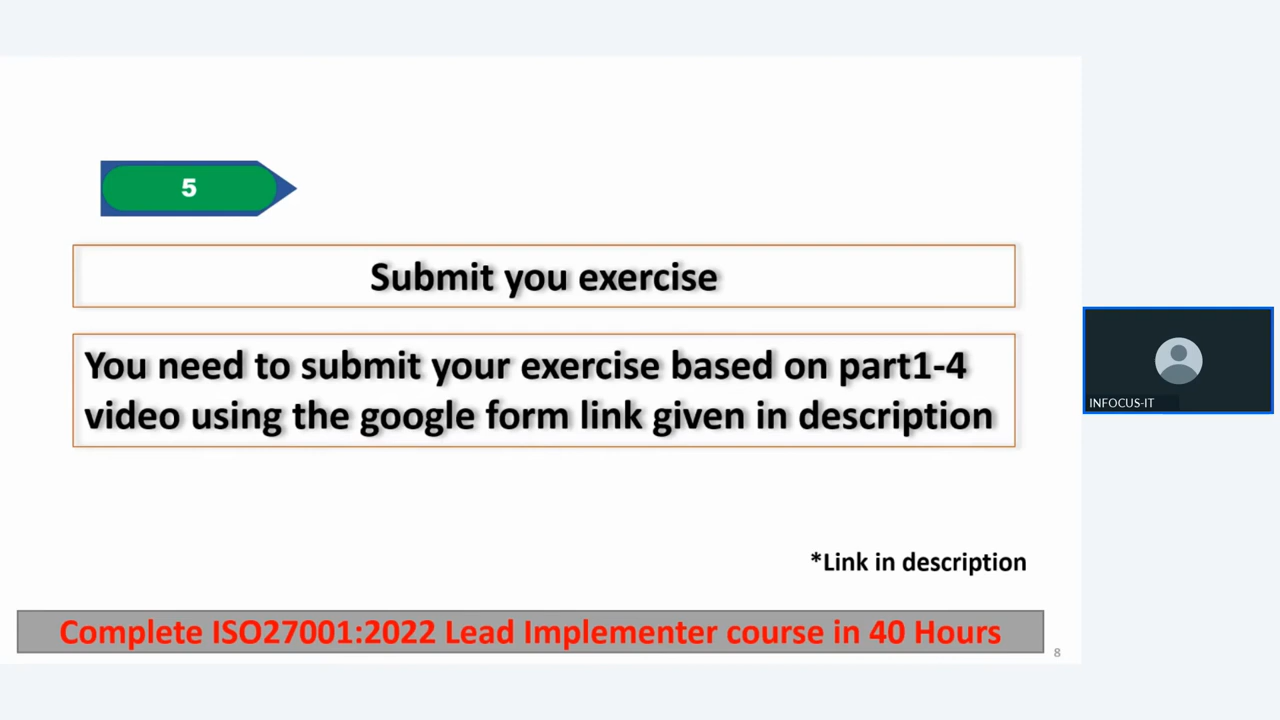 5
Submit you exercise
You need to submit your exercise based on part1-4
video using the google form link given in description
INFOCUS-IT
*Link in description
Complete ISO27001:2022 Lead Implementer course in 40 Hours
8